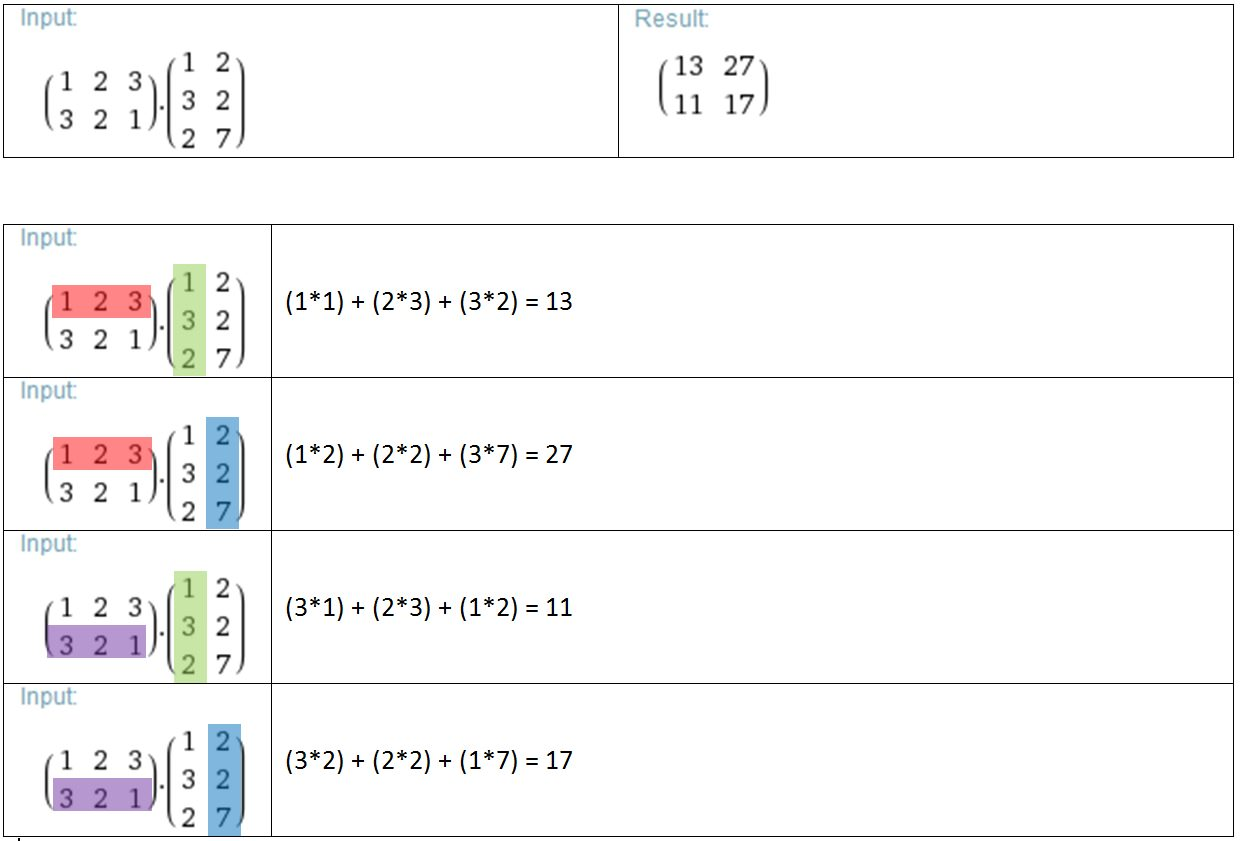 Input:
(1 2 3
3 2 1).(1 2
3 2
2 7)
Result:
(13 27
11 17)
Input:
(1 2 3
3 2 1).(1 2
3 2
2 7)
(1*1) + (2*3) + (3*2) = 13
Input:
(1 2 3
3 2 1).(1 2
3 2
2 7)
(1*2) + (2*2) + (3*7) = 27
Input:
(1 2 3
3 2 1).(1 2
3 2
2 7)
(3*1) + (2*3) + (1*2) = 11
Input:
(1 2 3
3 2 1).(1 2
3 2
2 7)
(3*2) + (2*2) + (1*7) = 17